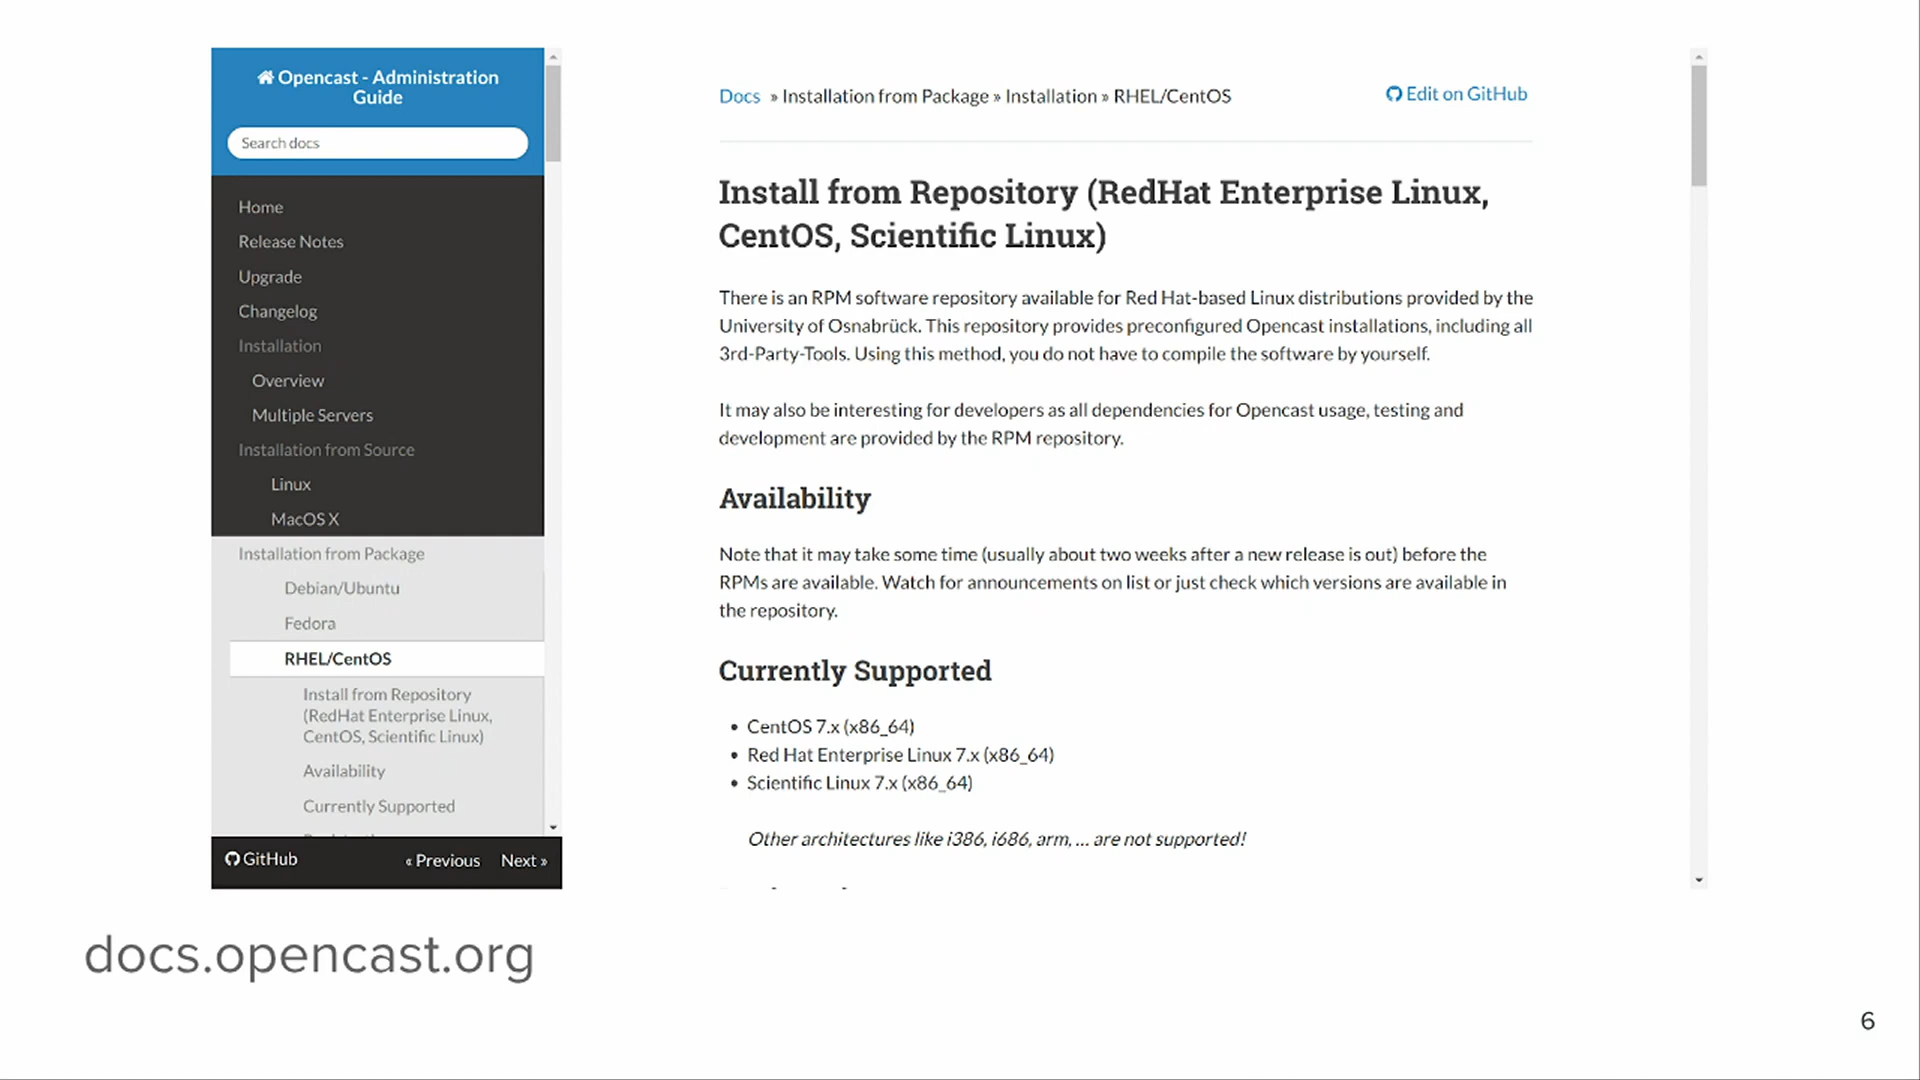 Opencast - Administration
Guide
Search docs
Home
Release Notes
Upgrade
Changelog
Installation
Overview
Multiple Servers
Installation from Source
Linux
MacOS X
Installation from Package
Debian/Ubuntu
Fedora
RHEL/CentOS
Install from Repository
(RedHat Enterprise Linux,
CentOS, Scientific Linux)
Availability
Currently Supported
GitHub
« Previous
Next »
Docs » Installation from Package » Installation » RHEL/CentOS
Edit on GitHub
Install from Repository (RedHat Enterprise Linux,
CentOS, Scientific Linux)
There is an RPM software repository available for Red Hat-based Linux distributions provided by the
University of Osnabrück. This repository provides preconfigured Opencast installations, including all
3rd-Party-Tools. Using this method, you do not have to compile the software by yourself.
It may also be interesting for developers as all dependencies for Opencast usage, testing and
development are provided by the RPM repository.
Availability
Note that it may take some time (usually about two weeks after a new release is out) before the
RPMs are available. Watch for announcements on list or just check which versions are available in
the repository.
Currently Supported
• CentOS 7.x (x86_64)
• Red Hat Enterprise Linux 7.x (x86_64)
• Scientific Linux 7.x (x86_64)
Other architectures like i386, i686, arm, ... are not supported!
docs.opencast.org
6